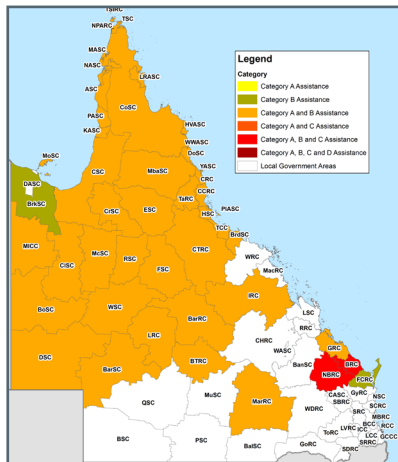 TSIRC
TSC
NPARC
MASC
NASC
LRASC
ASC
CoSC
PASC
HVASC
KASC
WWASC
DoSC
MoSC
YASC
CSC
MbaSC
CRC
DASC
CCRC
BrkSC
TaRC
PIASC
CrSC
ESC
HSC
TCC
BrdSC
MICC
CTRC
WRC
McSC
RSC
MacRC
ClSC
FSC
IRC
BoSC
WSC
BarRC
LSC
RRC
LRC
CHRC
GRC
WASC
DSC
BTRC
BanSC
BRC
BarSC
NBRC
FCRC
GyRC
QSC
MuSC
MarRC
CASC
NSC
SBRC
SCRC
WDRC
SRC
MBRC
BCC
RCC
BSC
PSC
ToRC
LVRC
ICC
LCC
GCCC
BalSC
GoRC
SRRC
SDRC
Legend
Category
Category A Assistance
Category B Assistance
Category A and B Assistance
Category A and C Assistance
Category A, B and C Assistance
Category A, B, C and D Assistance
Local Government Areas